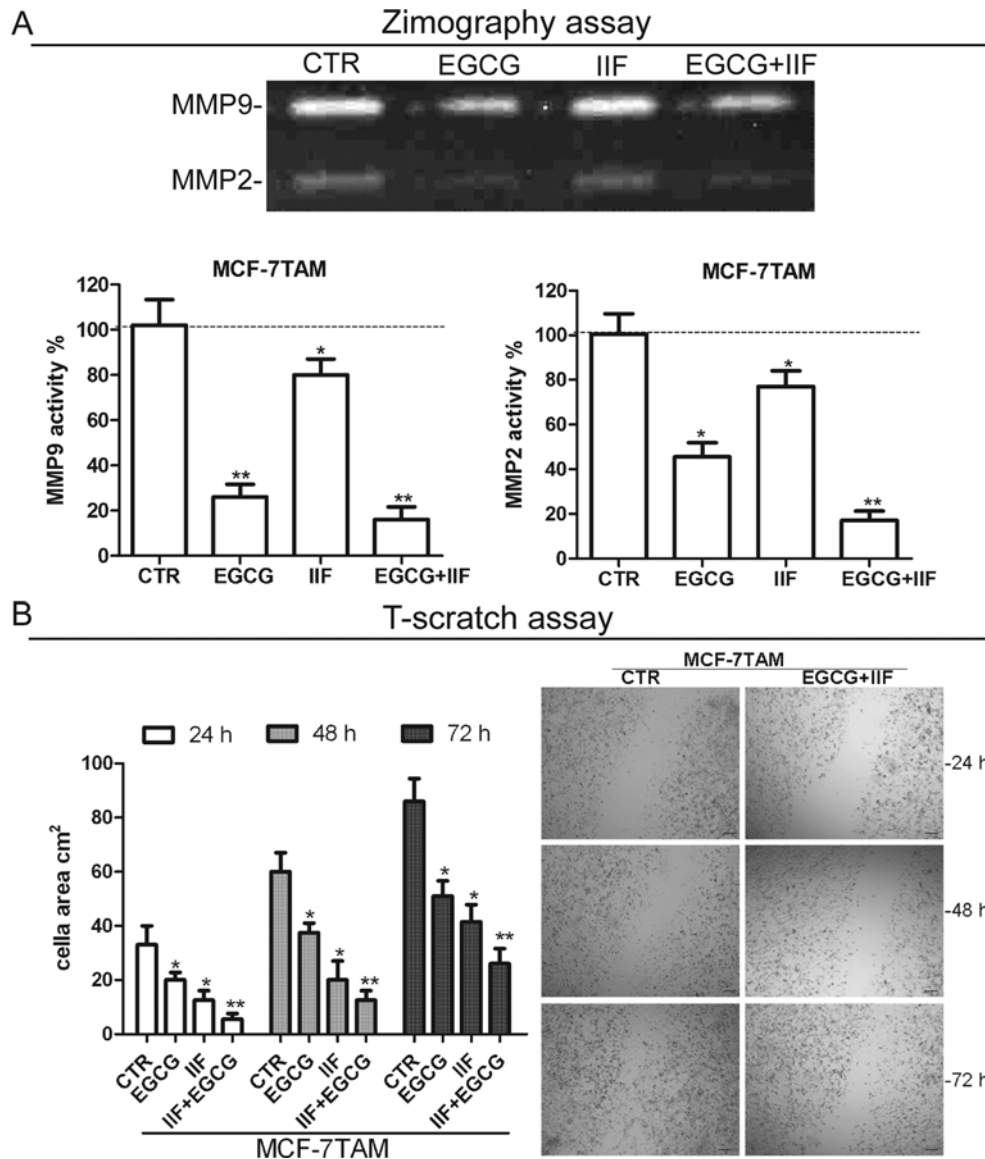 A
Zimography assay
CTR EGCG IIF EGCG+IIF
MMP9-
MMP2-
MCF-7TAM
MMP9 activity %
120
100
80
60
40
20
0
* 
**
**
CTR EGCG IIF EGCG+IIF
MCF-7TAM
MMP2 activity %
120
100
80
60
40
20
0
*
*
**
CTR EGCG IIF EGCG+IIF
B
T-scratch assay
24 h 48 h 72 h
cella area cm²
100
80
60
40
20
0
* * **
* * **
* * **
CTR EGCG IIF IIF+EGCG CTR EGCG IIF IIF+EGCG CTR EGCG IIF IIF+EGCG
MCF-7TAM
MCF-7TAM
CTR EGCG+IIF
-24 h
-48 h
-72 h